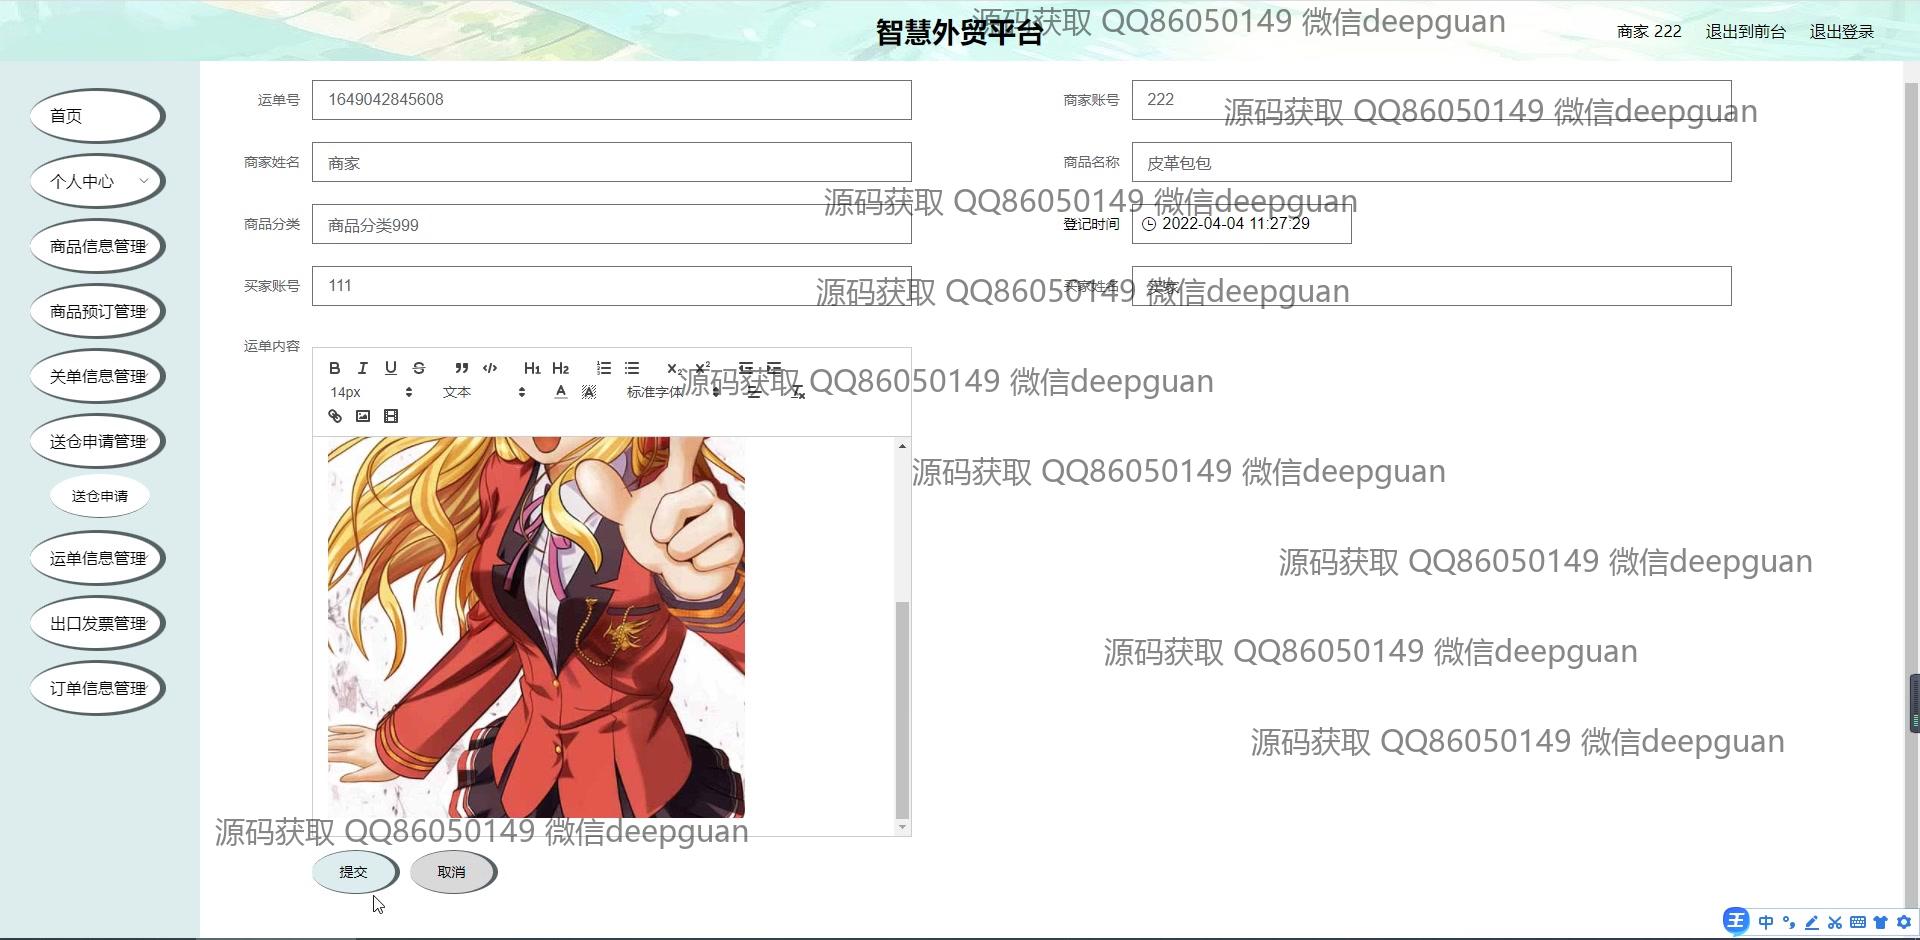 智慧外贸平台
源码获取 QQ86050149 微信deepguan
商家 222
退出到前台
退出登录
首页
个人中心
商品信息管理
商品预订管理
关单信息管理
送仓申请管理
送仓申请
运单信息管理
出口发票管理
订单信息管理
运单号
1649042845608
商家账号
222
源码获取 QQ86050149 微信deepguan
商家姓名
商家
商品名称
皮革包包
源码获取 QQ86050149 微信deepguan
商品分类
商品分类999
登记时间
2022-04-04 11:27:29
买家账号
111
买家姓名
源码获取 QQ86050149 微信deepguan
运单内容
B I U S H1 H2 X2 X2
14px
文本
A
标准字体
源码获取 QQ86050149 微信deepguan
源码获取 QQ86050149 微信deepguan
源码获取 QQ86050149 微信deepguan
源码获取 QQ86050149 微信deepguan
源码获取 QQ86050149 微信deepguan
源码获取 QQ86050149 微信deepguan
提交
取消
王 中